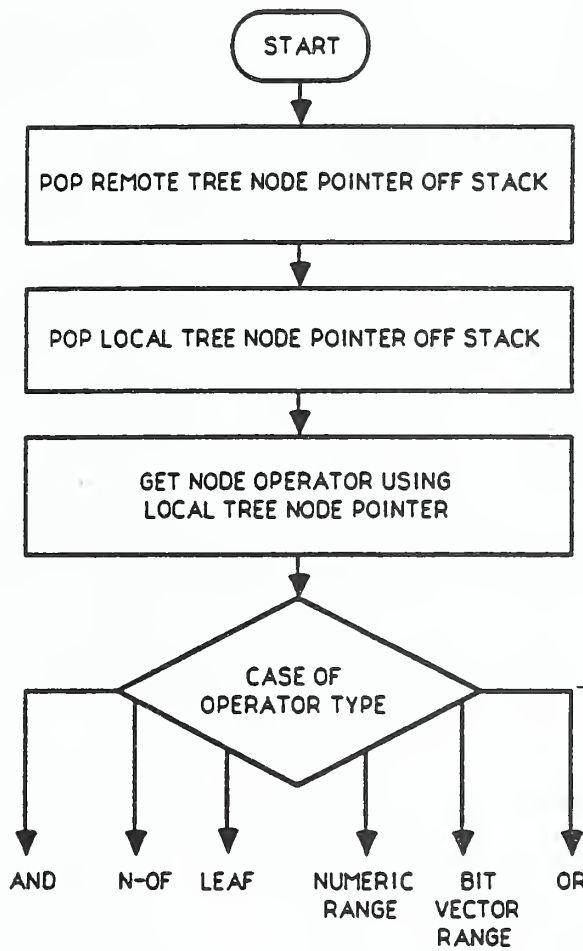 START
POP REMOTE TREE NODE POINTER OFF STACK
POP LOCAL TREE NODE POINTER OFF STACK
GET NODE OPERATOR USING
LOCAL TREE NODE POINTER
CASE OF
OPERATOR TYPE
AND N-OF LEAF NUMERIC BIT OR
RANGE VECTOR
RANGE